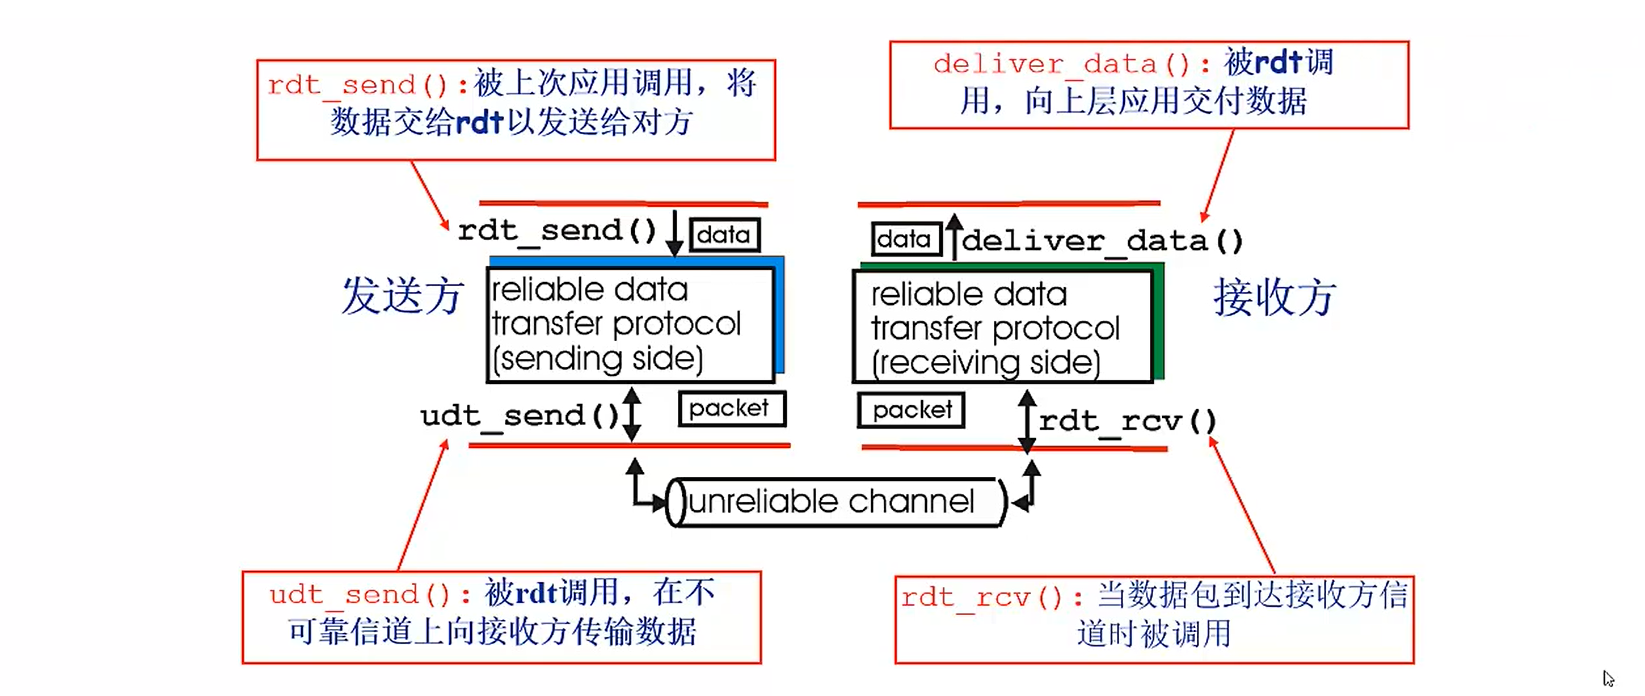 rdt_send():被上次应用调用，将
数据交给rdt以发送给对方
deliver_data(): 被rdt调
用，向上层应用交付数据
rdt_send()
data
data
deliver_data()
发送方
reliable data
transfer protocol
(sending side)
reliable data
transfer protocol
(receiving side)
接收方
udt_send()
packet
packet
rdt_rcv()
unreliable channel
udt_send(): 被rdt调用，在不
可靠信道上向接收方传输数据
rdt_rcv(): 当数据包到达接收方信
道时被调用